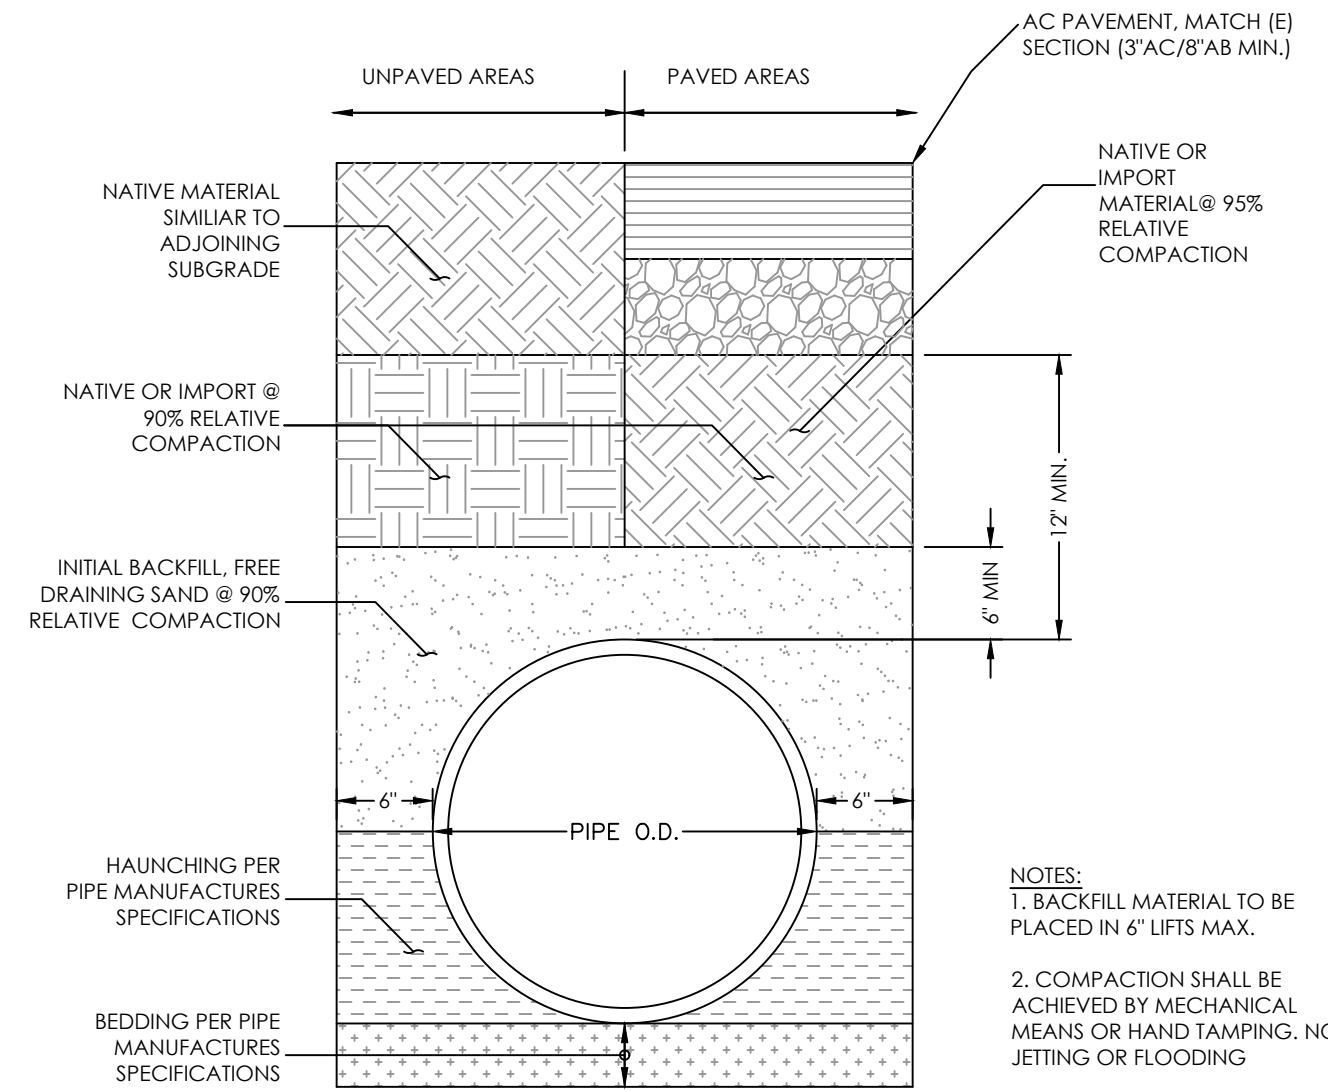 AC PAVEMENT, MATCH (E)
SECTION (3"AC/8"AB MIN.)
UNPAVED AREAS
PAVED AREAS
NATIVE MATERIAL
SIMILIAR TO
ADJOINING
SUBGRADE
NATIVE OR
IMPORT
MATERIAL@ 95%
RELATIVE
COMPACTION
NATIVE OR IMPORT @
90% RELATIVE
COMPACTION
12" MIN.
6" MIN
INITIAL BACKFILL, FREE
DRAINING SAND @ 90%
RELATIVE COMPACTION
6"
6"
PIPE O.D.
HAUNCHING PER
PIPE MANUFACTURES
SPECIFICATIONS
BEDDING PER PIPE
MANUFACTURES
SPECIFICATIONS
NOTES:
1. BACKFILL MATERIAL TO BE
PLACED IN 6" LIFTS MAX.
2. COMPACTION SHALL BE
ACHIEVED BY MECHANICAL
MEANS OR HAND TAMPING. NO
JETTING OR FLOODING